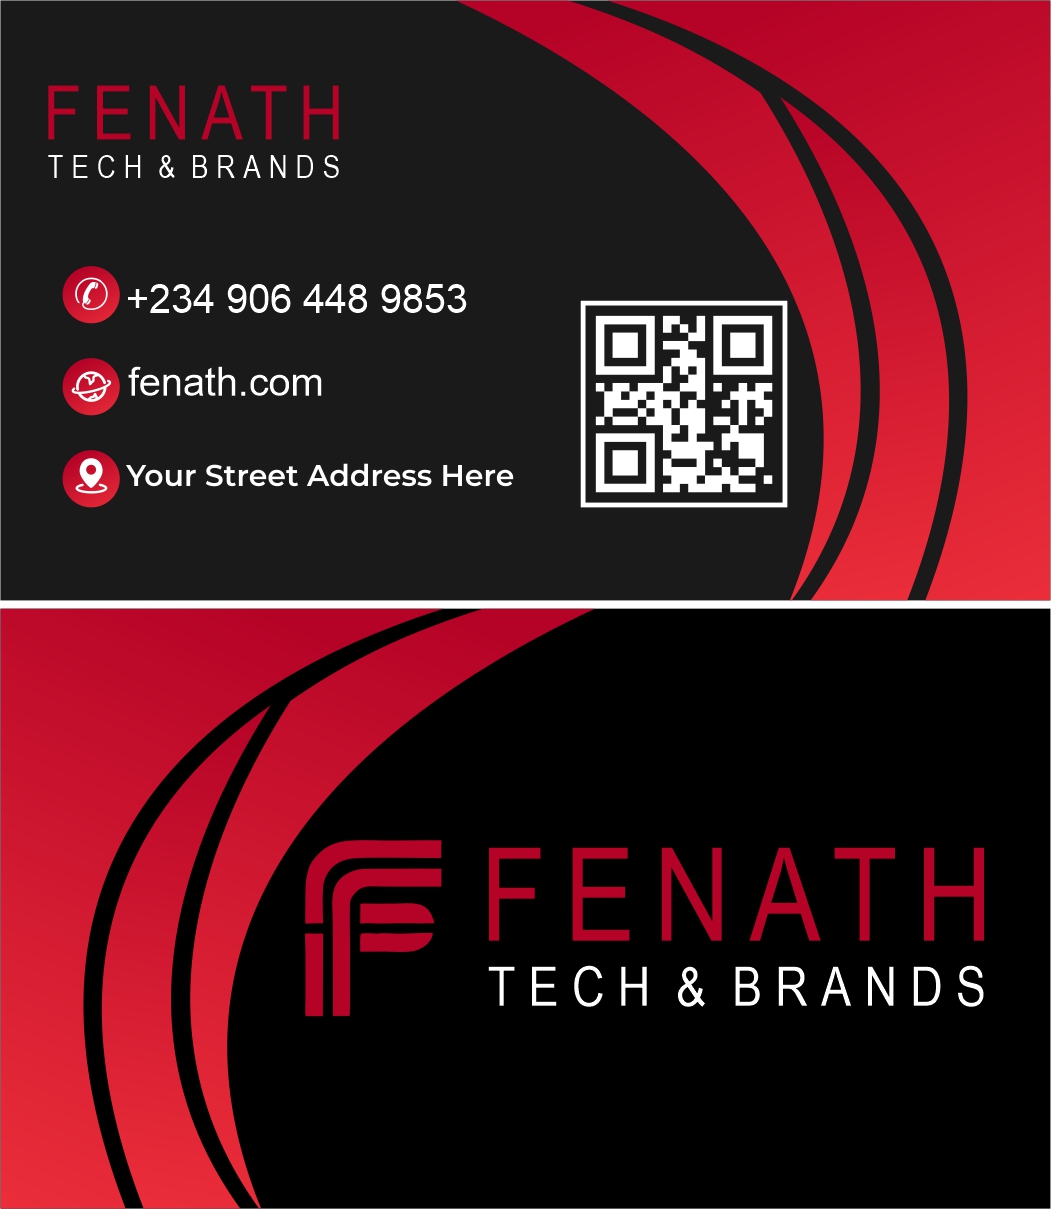 FENATH
TECH & BRANDS
+234 906 448 9853
fenath.com
Your Street Address Here
FENATH
TECH & BRANDS